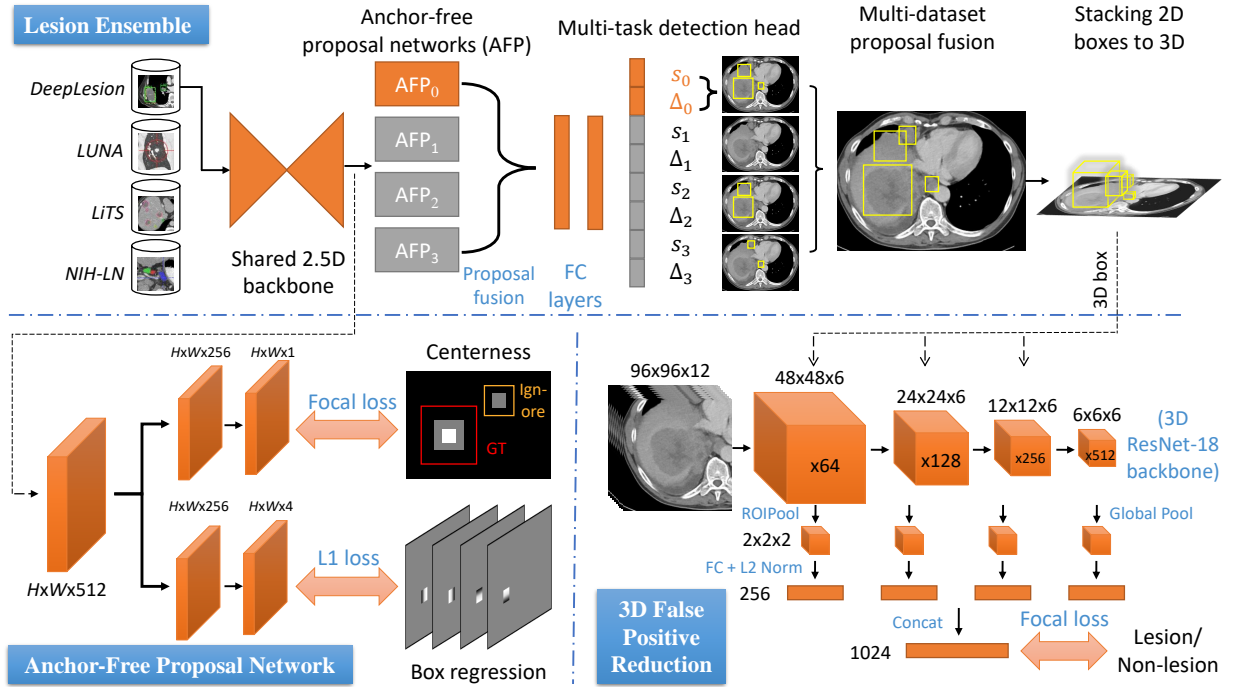 Lesion Ensemble
Anchor-free
proposal networks (AFP)
Multi-task detection head
Multi-dataset
proposal fusion
Stacking 2D
boxes to 3D
DeepLesion
LUNA
LiTS
NIH-LN
Shared 2.5D
backbone
AFP₀
AFP₁
AFP₂
AFP₃
Proposal
fusion
FC
layers
s₀
Δ₀
s₁
Δ₁
s₂
Δ₂
s₃
Δ₃
3D box
HxWx512
HxWx256
HxWx1
Focal loss
Centerness
Ign-
ore
GT
HxWx256
HxWx4
L1 loss
Box regression
Anchor-Free Proposal Network
96x96x12
48x48x6
24x24x6
12x12x6
6x6x6
x64
x128
x256
x512
(3D
ResNet-18
backbone)
ROIPool
Global Pool
2x2x2
FC + L2 Norm
256
Concat
Focal loss
1024
Lesion/
Non-lesion
3D False
Positive
Reduction